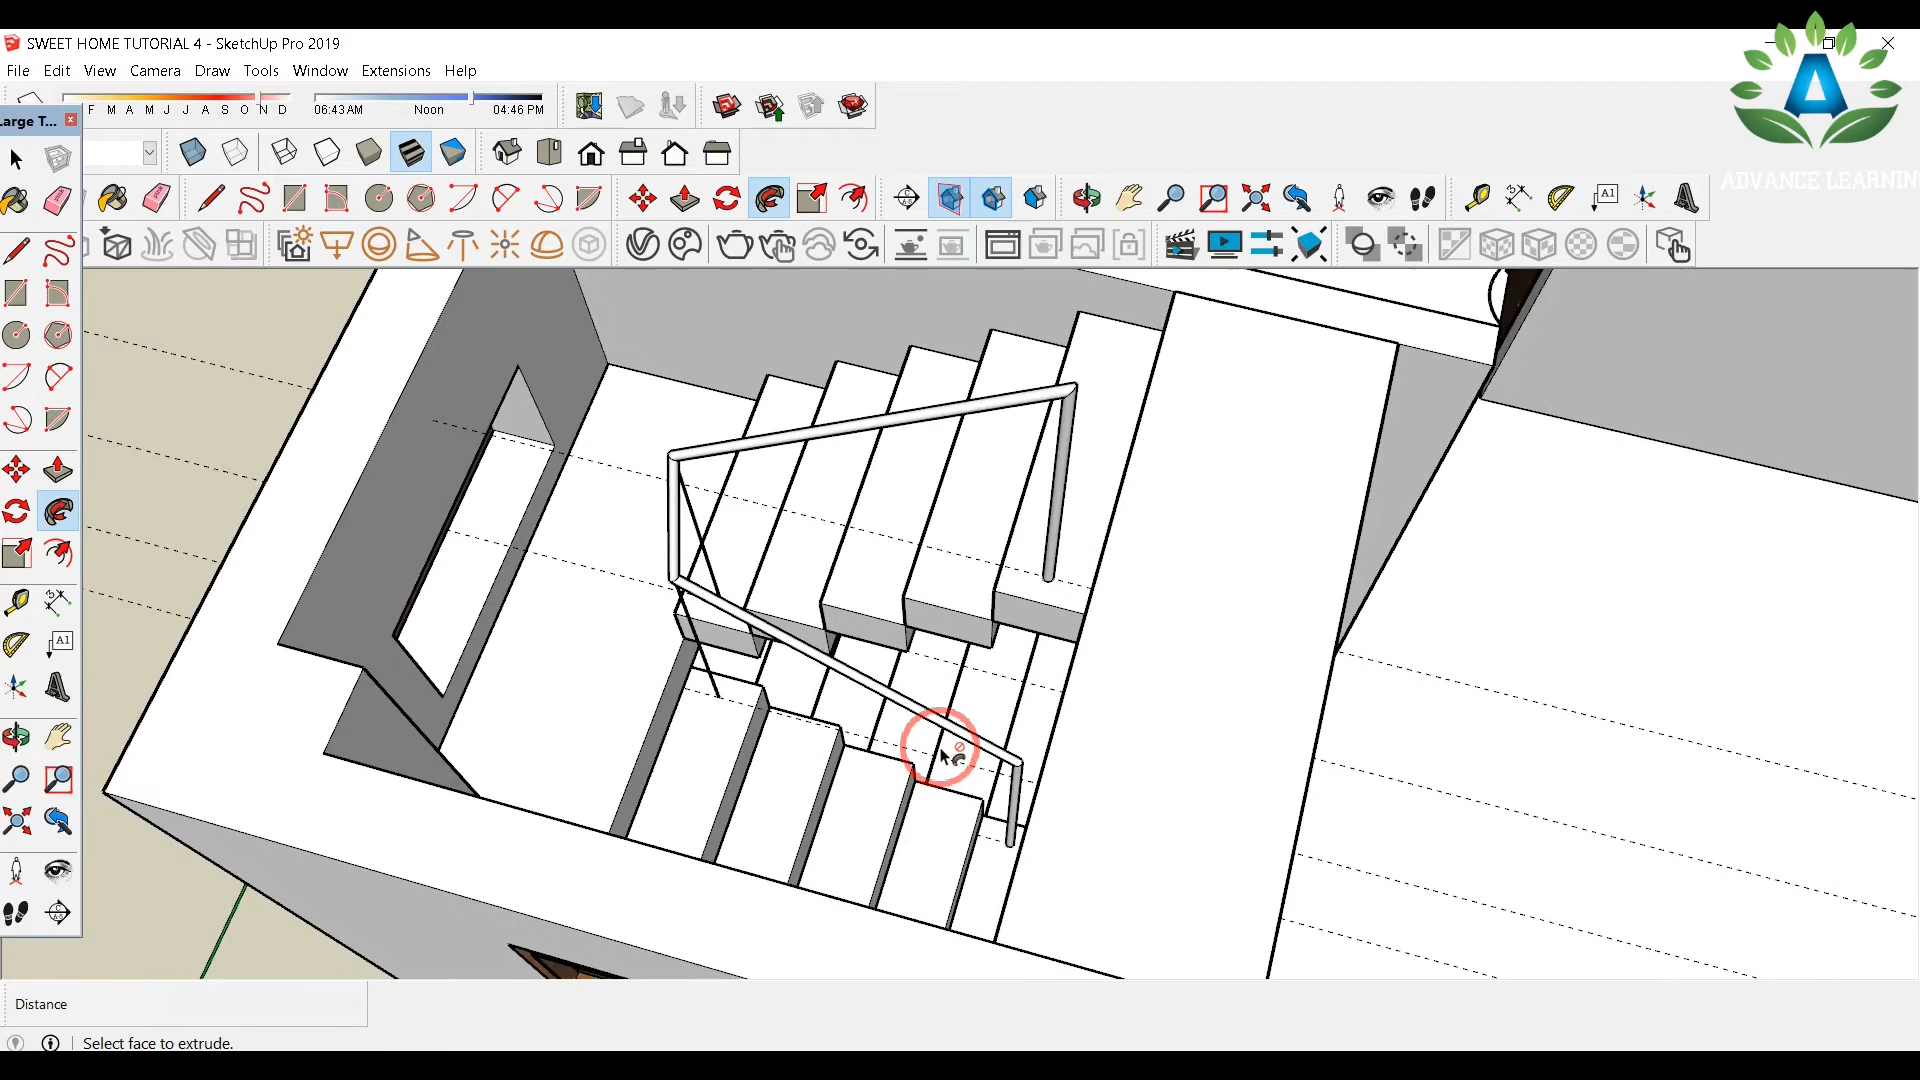 SWEET HOME TUTORIAL 4 - SketchUp Pro 2019
File Edit View Camera Draw Tools Window Extensions Help
F M A M J J A S O N D 06:43 AM Noon 04:46 PM
Large T...
A
ADVANCE LEARNIN
A1
A1
Distance
Select face to extrude.